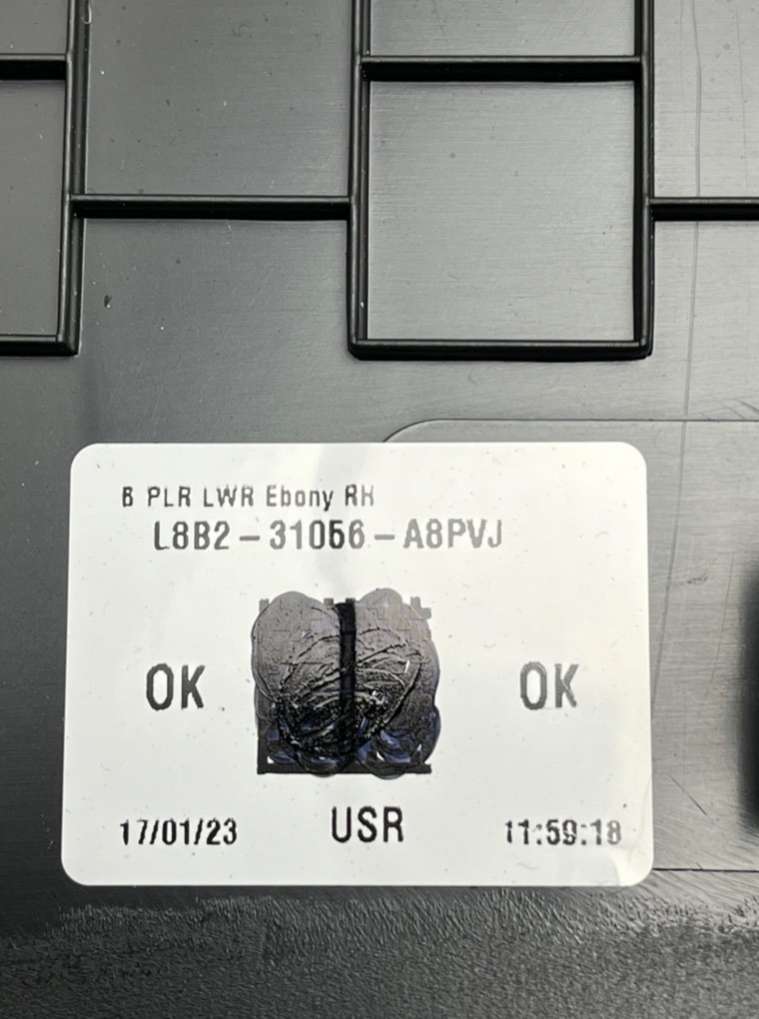 B PLR LWR Ebony RH
L8B2-31056-A8PVJ
OK OK
17/01/23 USR 11:59:18